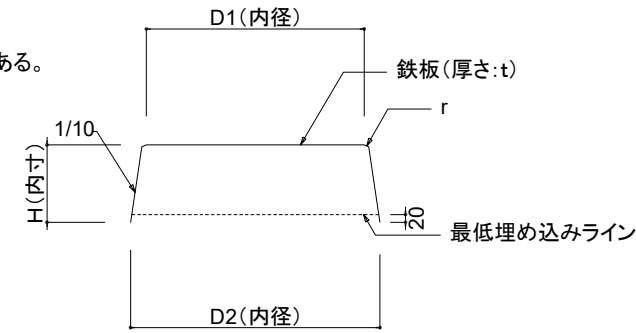 D1(内径)
ある。
鉄板(厚さ:t)
r
1/10
H(内寸)
20
最低埋め込みライン
D2(内径)